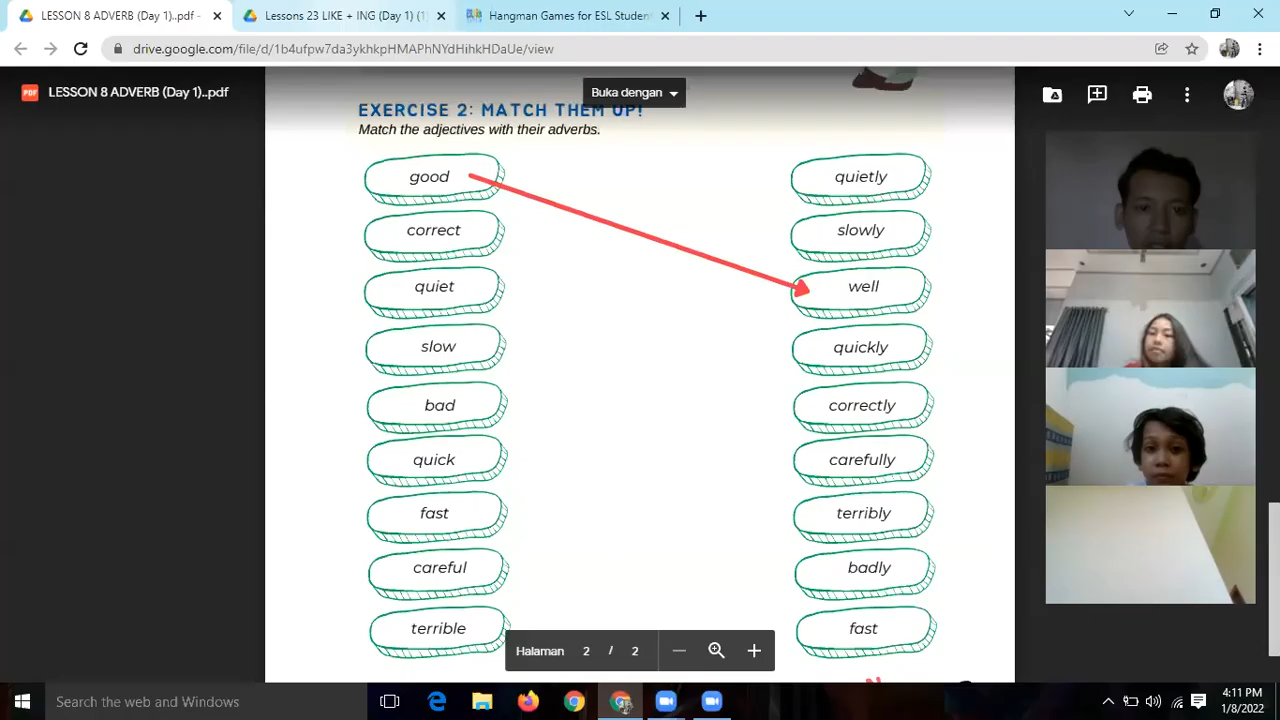 LESSON 8 ADVERB (Day 1)..pdf -
Lessons 23 LIKE + ING (Day 1) (1)
Hangman Games for ESL Student
drive.google.com/file/d/1b4ufpw7da3ykhkpHMAPhNYdHihkHDaUe/view
PDF LESSON 8 ADVERB (Day 1)..pdf
Buka dengan
EXERCISE 2: MATCH THEM UP!
Match the adjectives with their adverbs.
good quietly
correct slowly
quiet well
slow quickly
bad correctly
quick carefully
fast terribly
careful badly
terrible fast
Halaman 2 / 2
Search the web and Windows
4:11 PM
1/8/2022